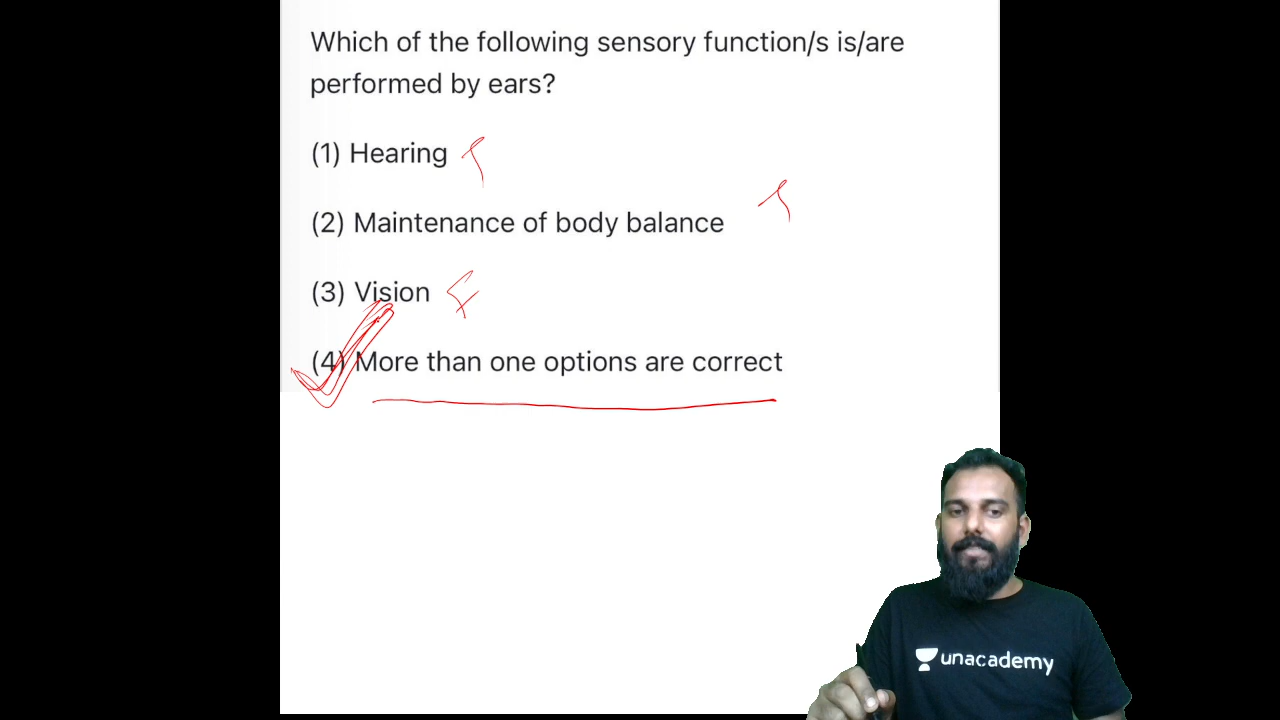 Which of the following sensory function/s is/are
performed by ears?
(1) Hearing T
(2) Maintenance of body balance T
(3) Vision F
(4) More than one options are correct
unacademy